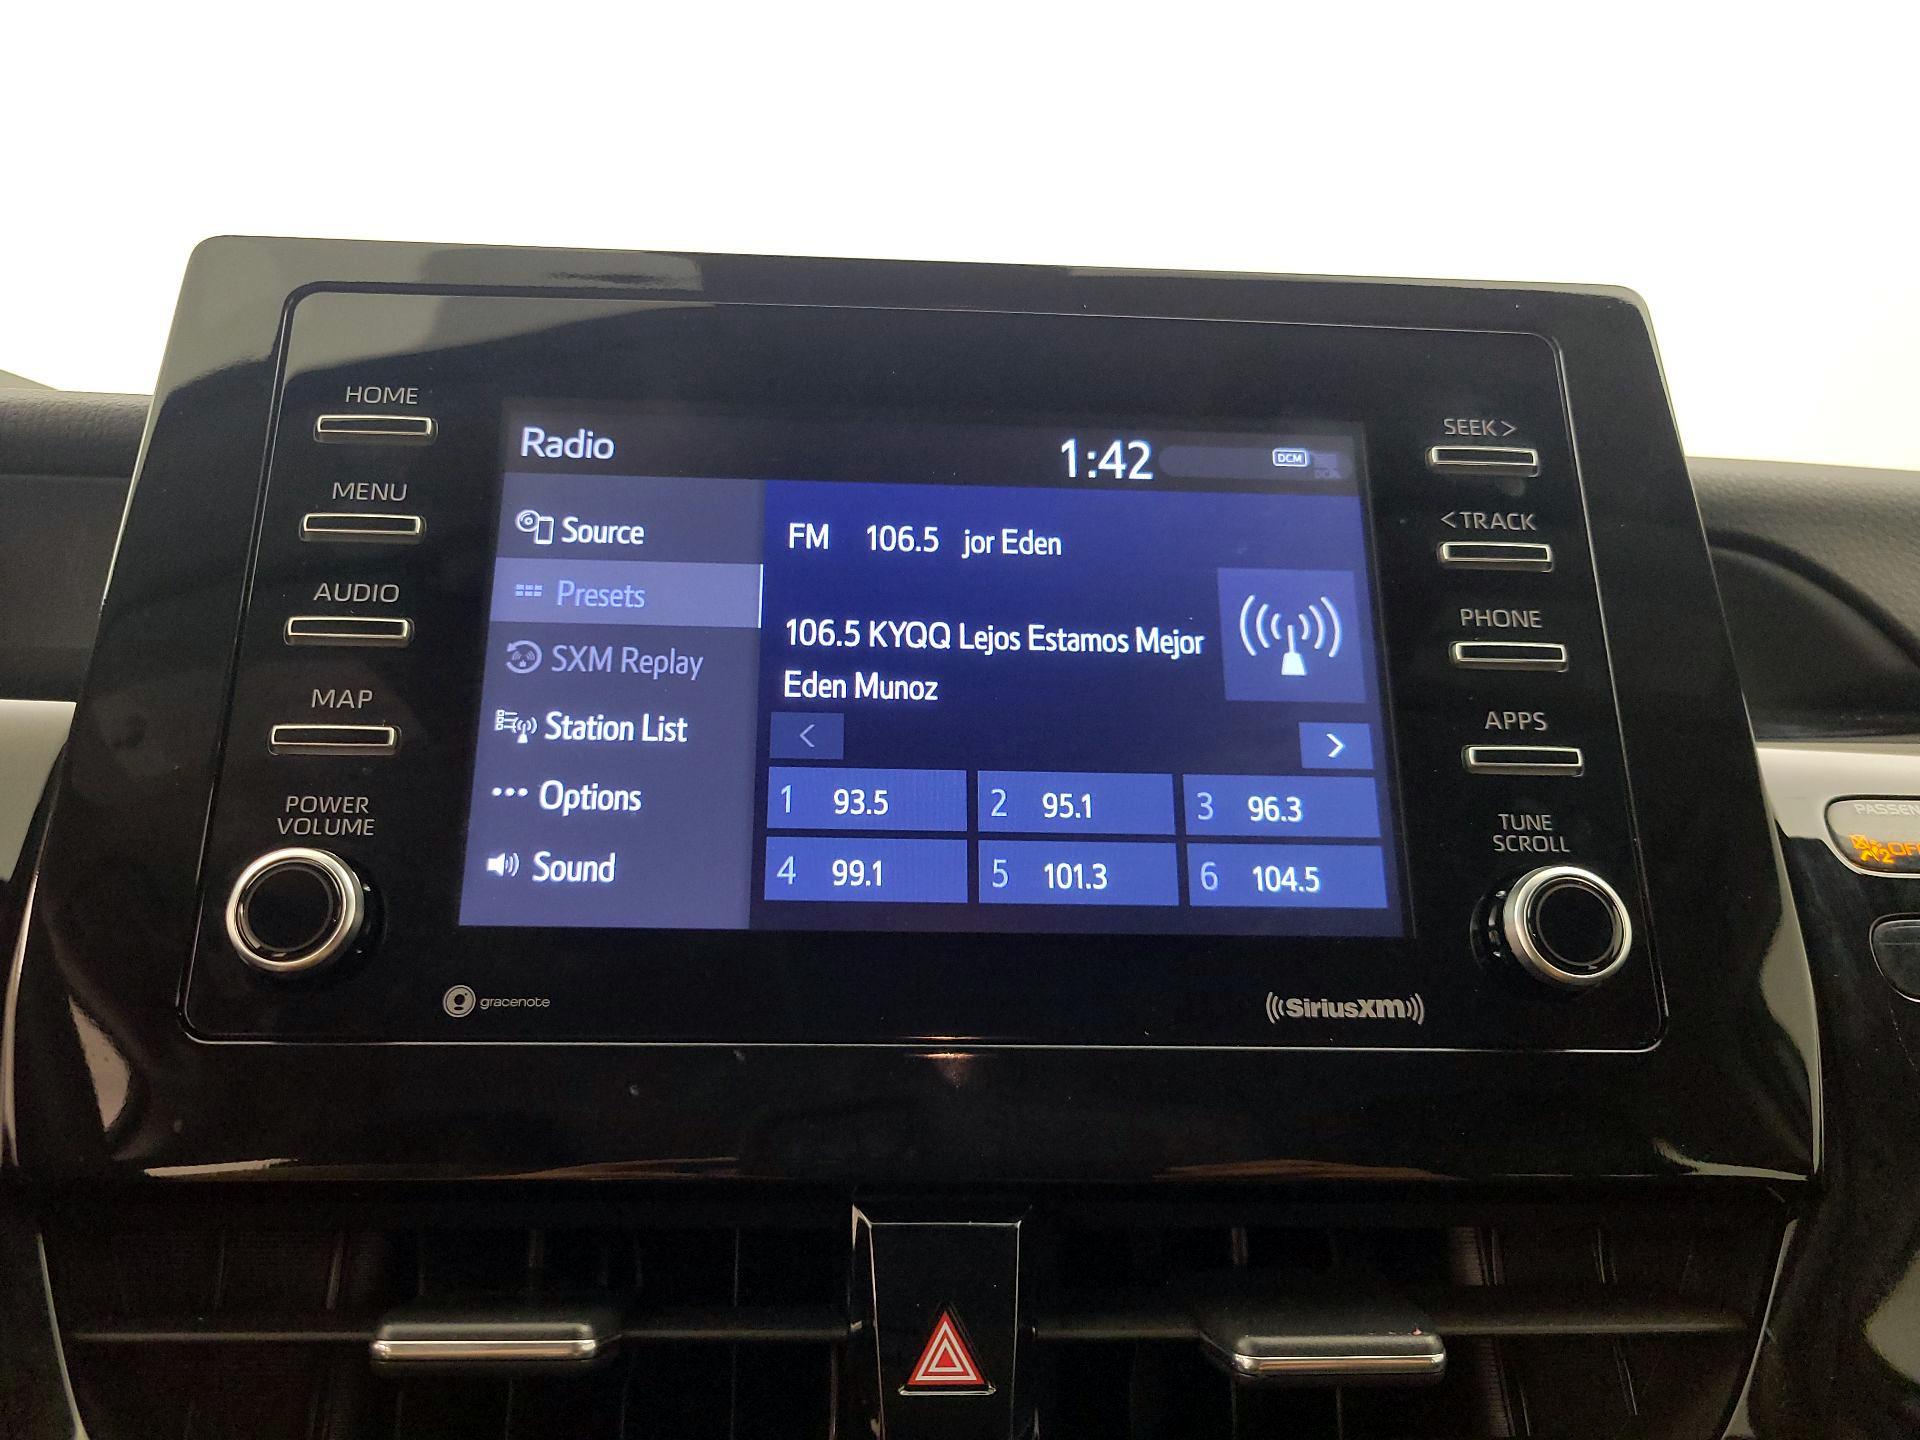 HOME
MENU
AUDIO
MAP
POWER
VOLUME
Radio
1:42
DCM
Source
Presets
SXM Replay
Station List
Options
Sound
FM 106.5 jor Eden
106.5 KYQQ Lejos Estamos Mejor
Eden Munoz
<
>
1 93.5
2 95.1
3 96.3
4 99.1
5 101.3
6 104.5
SEEK >
< TRACK
PHONE
APPS
TUNE
SCROLL
gracenote
SiriusXM